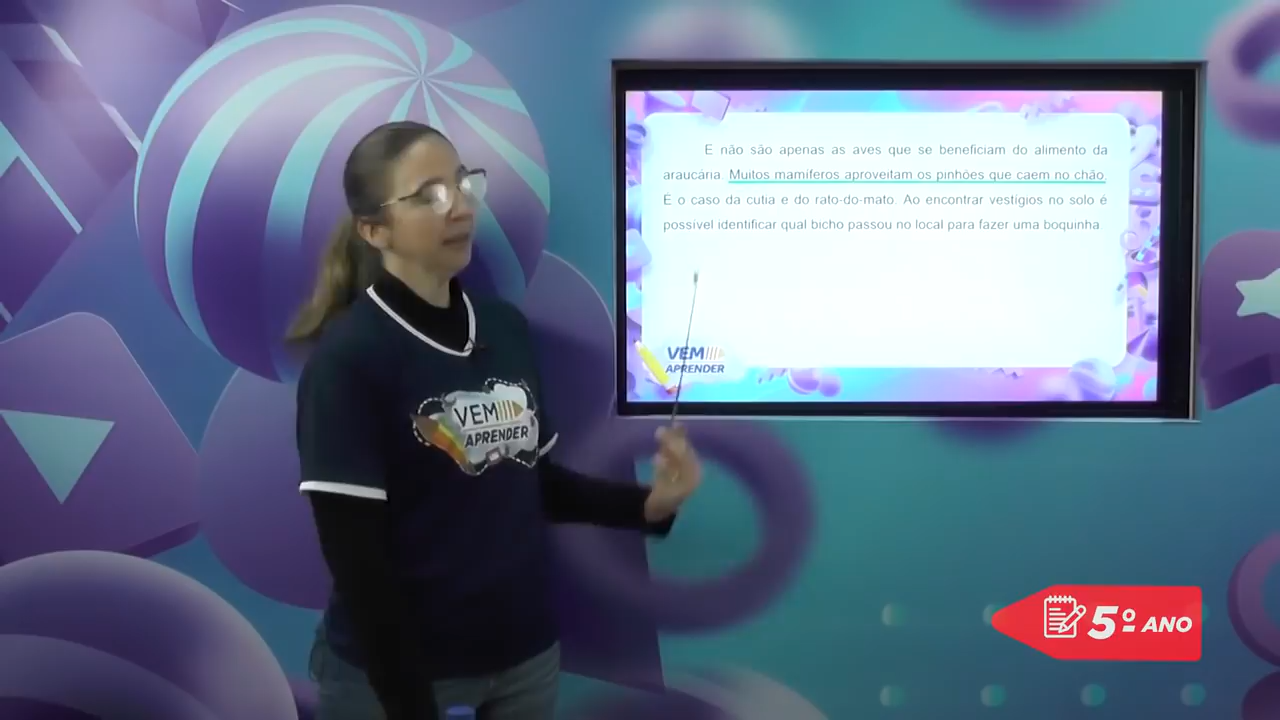 E não são apenas as aves que se beneficiam do alimento da
araucária. Muitos mamíferos aproveitam os pinhões que caem no chão.
É o caso da cutia e do rato-do-mato. Ao encontrar vestígios no solo é
possível identificar qual bicho passou no local para fazer uma boquinha.
VEM
APRENDER
VEM
APRENDER
5º ANO